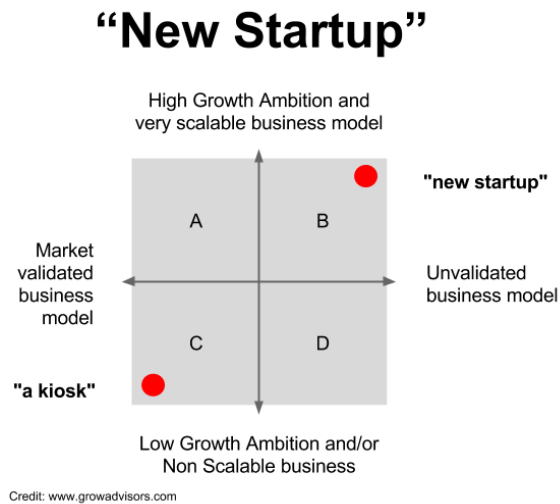 “New Startup”
High Growth Ambition and
very scalable business model
"new startup"
A
B
Market
validated
business
model
Unvalidated
business model
C
D
"a kiosk"
Low Growth Ambition and/or
Non Scalable business
Credit: www.growadvisors.com